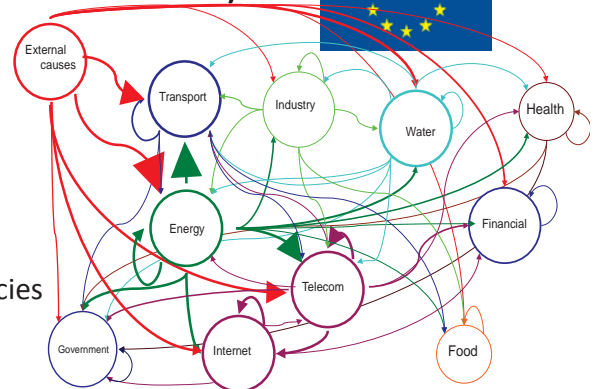 External
causes
Transport
Industry
Water
Health
Energy
Financial
cies
Telecom
Government
Internet
Food